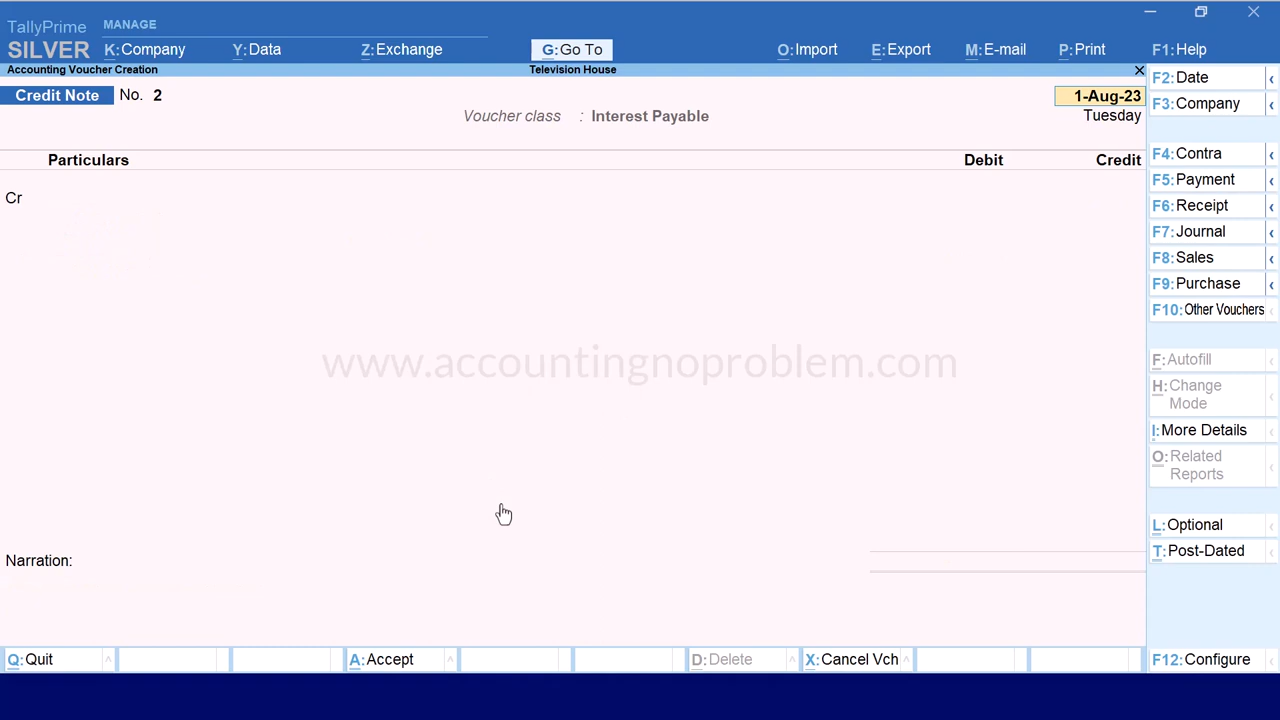 TallyPrime MANAGE
SILVER K:Company Y:Data Z:Exchange G:Go To O:Import E:Export M:E-mail P:Print F1:Help
Accounting Voucher Creation Television House
Credit Note No. 2 1-Aug-23
Voucher class : Interest Payable Tuesday
Particulars Debit Credit
Cr
www.accountingnoproblem.com
Narration:
F2:Date
F3:Company
F4:Contra
F5:Payment
F6:Receipt
F7:Journal
F8:Sales
F9:Purchase
F10:Other Vouchers
F:Autofill
H:Change
Mode
I:More Details
O:Related
Reports
L:Optional
T:Post-Dated
Q:Quit A:Accept D:Delete X:Cancel Vch F12:Configure